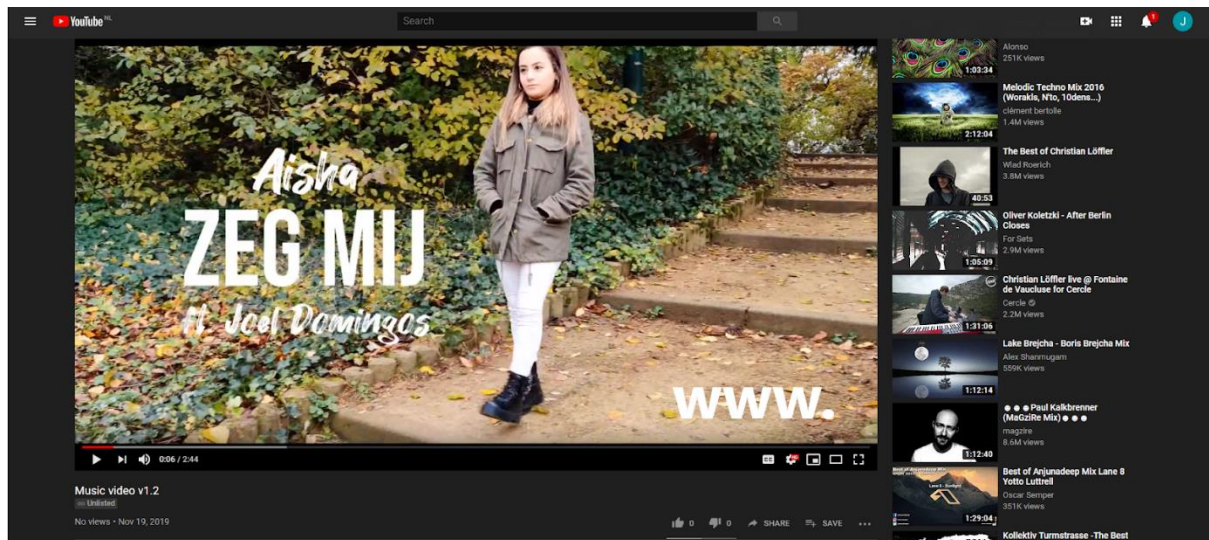 YouTube NL
Search
1
J
Aisha
ZEG MIJ
ft. Joel Domingos
www.
0:06 / 2:44
HD
Music video v1.2
Unlisted
No views • Nov 19, 2019
0
0
SHARE
SAVE
Alonso
251K views
1:03:34
Melodic Techno Mix 2016
(Worakls, N'to, 10dens...)
clément bertolle
1.4M views
2:12:04
The Best of Christian Löffler
Wlad Roerich
3.8M views
40:53
Oliver Koletzki - After Berlin
Closes
For Sets
2.9M views
1:05:09
Christian Löffler live @ Fontaine
de Vaucluse for Cercle
Cercle
2.2M views
1:31:06
Lake Brejcha - Boris Brejcha Mix
Alex Shanmugam
559K views
1:12:14
● ● ● Paul Kalkbrenner
(MaGziRe Mix) ● ● ●
magzire
8.6M views
1:12:40
Best of Anjunadeep Mix Lane 8
Yotto Luttrell
Oscar Semper
351K views
1:29:04
Kollektiv Turmstrasse -The Best